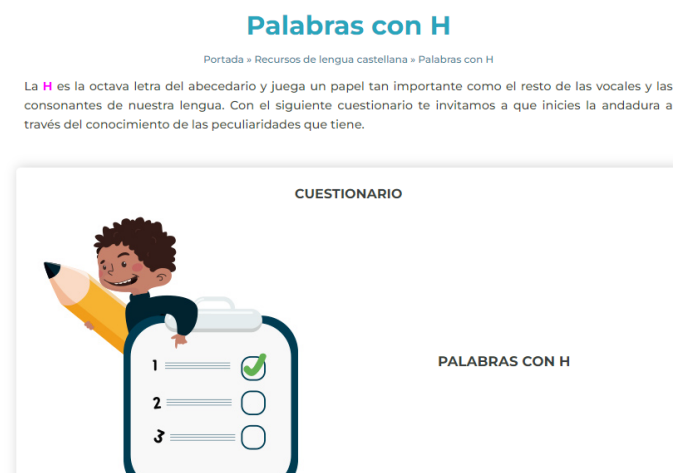 Palabras con H
Portada » Recursos de lengua castellana » Palabras con H
La H es la octava letra del abecedario y juega un papel tan importante como el resto de las vocales y las
consonantes de nuestra lengua. Con el siguiente cuestionario te invitamos a que inicies la andadura a
través del conocimiento de las peculiaridades que tiene.
CUESTIONARIO
1
2
3
PALABRAS CON H